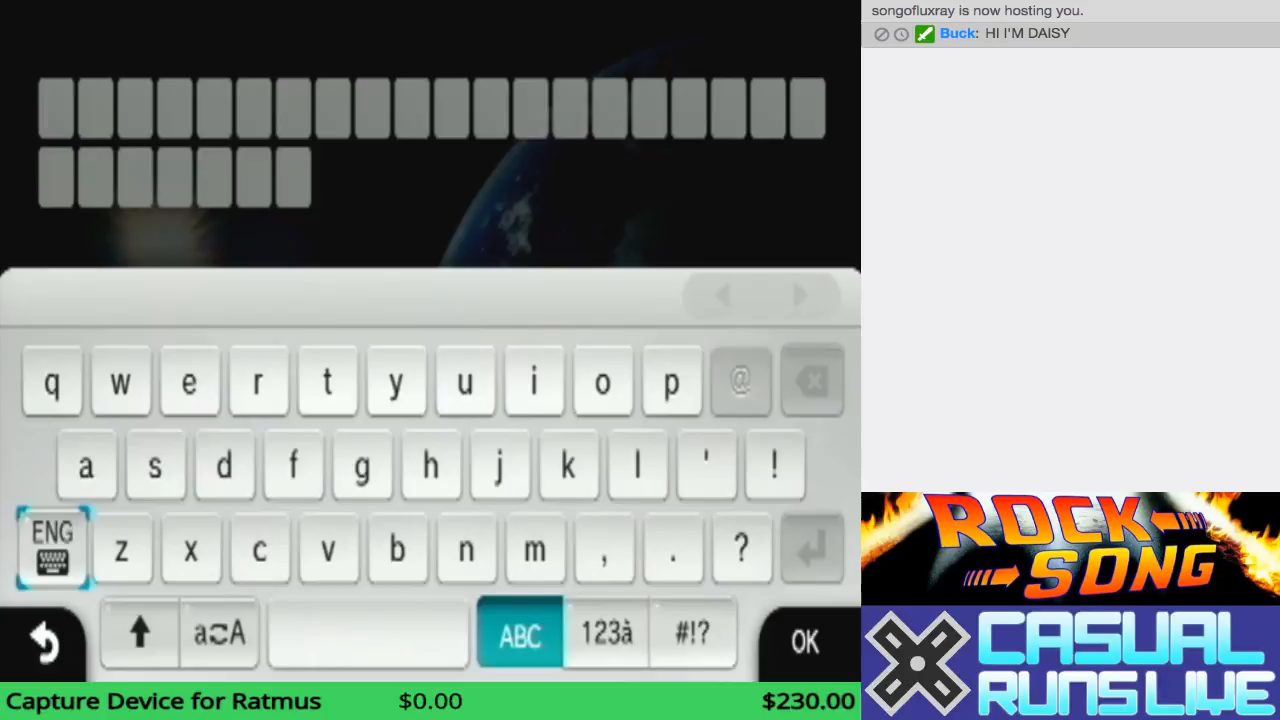 songofluxray is now hosting you.
Buck: HI I'M DAISY
q w e r t y u i o p @
a s d f g h j k l ' !
ENG z x c v b n m , . ?
a A ABC 123à #!? OK
ROCK
SONG
CASUAL
RUNS LIVE
Capture Device for Ratmus $0.00 $230.00